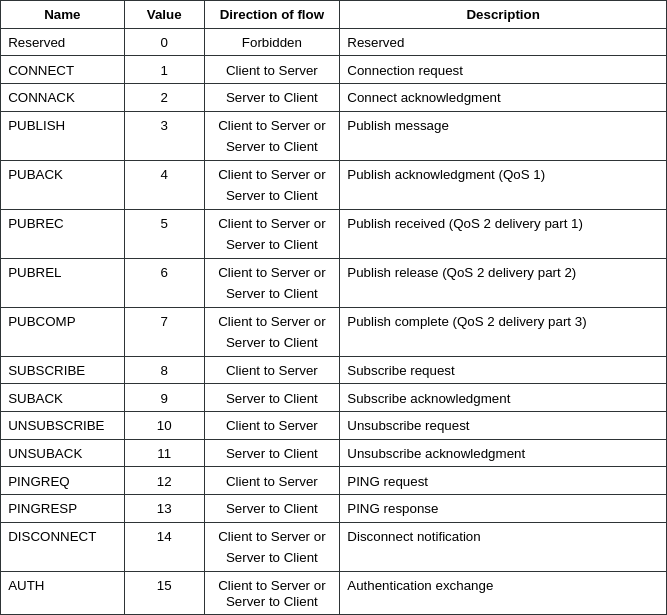 Name Value Direction of flow Description
Reserved 0 Forbidden Reserved
CONNECT 1 Client to Server Connection request
CONNACK 2 Server to Client Connect acknowledgment
PUBLISH 3 Client to Server or Publish message
Server to Client
PUBACK 4 Client to Server or Publish acknowledgment (QoS 1)
Server to Client
PUBREC 5 Client to Server or Publish received (QoS 2 delivery part 1)
Server to Client
PUBREL 6 Client to Server or Publish release (QoS 2 delivery part 2)
Server to Client
PUBCOMP 7 Client to Server or Publish complete (QoS 2 delivery part 3)
Server to Client
SUBSCRIBE 8 Client to Server Subscribe request
SUBACK 9 Server to Client Subscribe acknowledgment
UNSUBSCRIBE 10 Client to Server Unsubscribe request
UNSUBACK 11 Server to Client Unsubscribe acknowledgment
PINGREQ 12 Client to Server PING request
PINGRESP 13 Server to Client PING response
DISCONNECT 14 Client to Server or Disconnect notification
Server to Client
AUTH 15 Client to Server or Authentication exchange
Server to Client